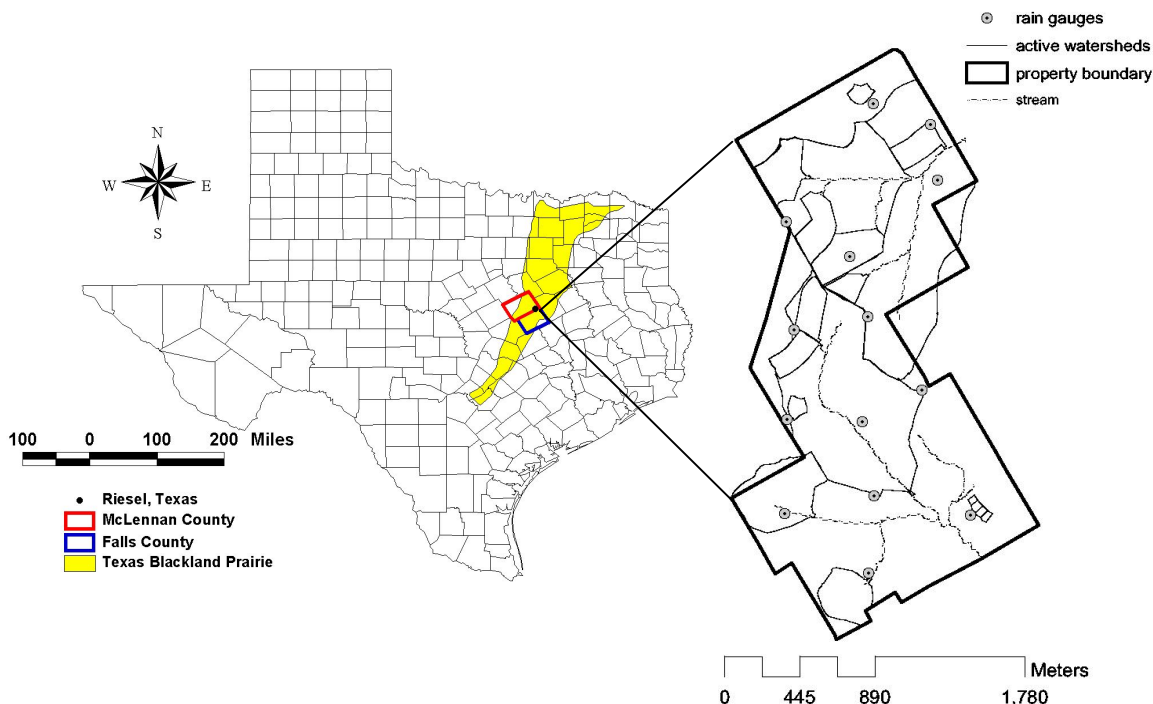 rain gauges
active watersheds
property boundary
stream
N
W E
S
100 0 100 200 Miles
Riesel, Texas
McLennan County
Falls County
Texas Blackland Prairie
Meters
0 445 890 1,780